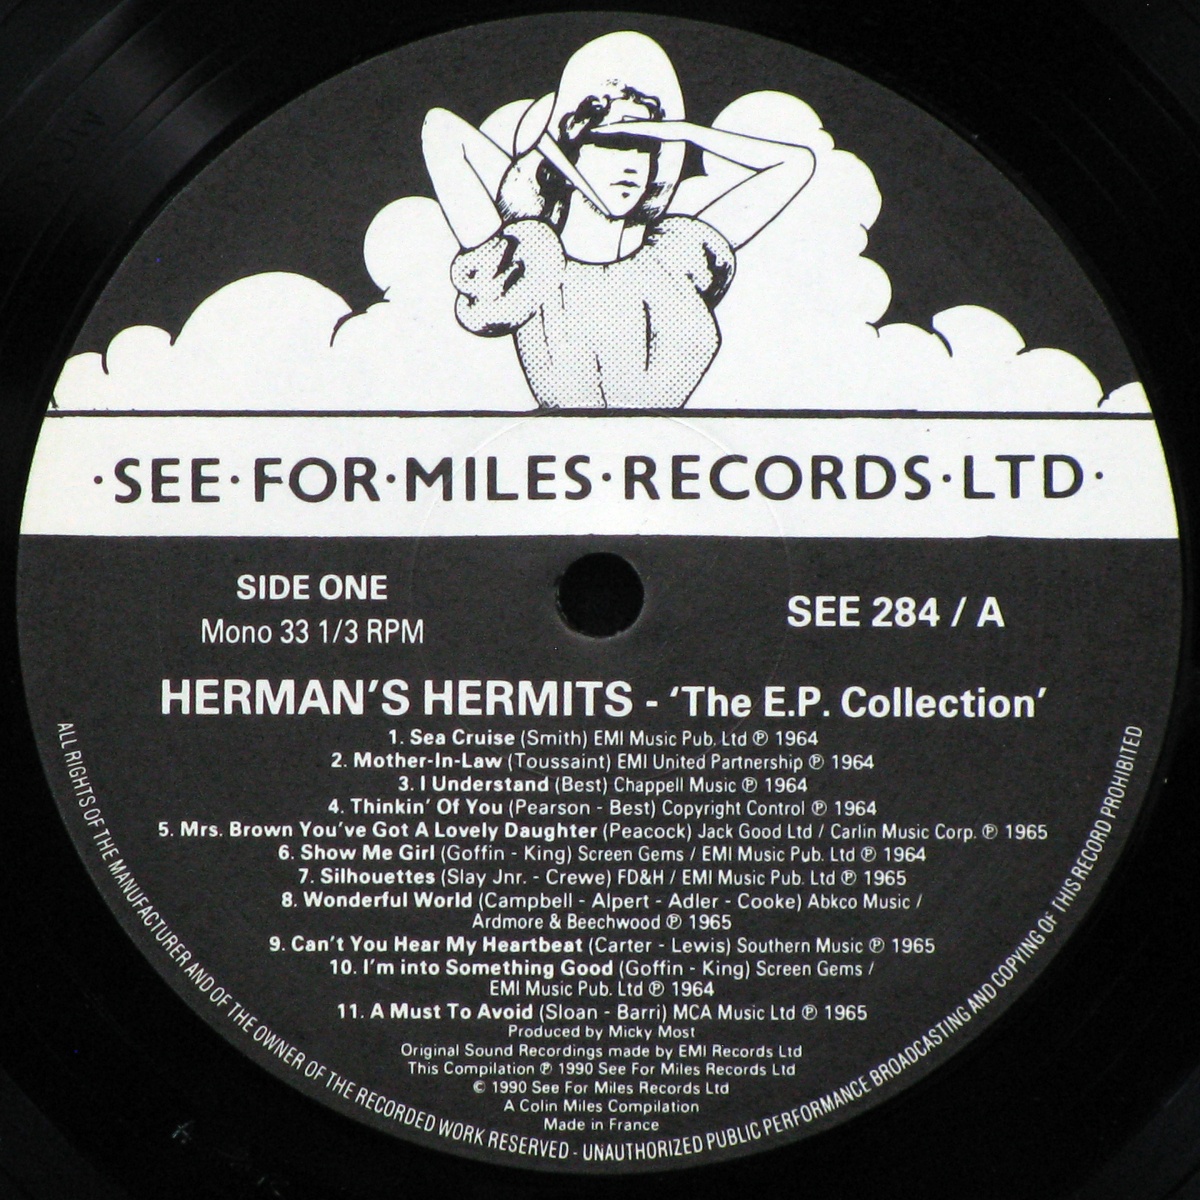 ·SEE·FOR·MILES·RECORDS·LTD·
SIDE ONE
Mono 33 1/3 RPM
SEE 284 / A
HERMAN'S HERMITS - 'The E.P. Collection'
1. Sea Cruise (Smith) EMI Music Pub. Ltd ℗ 1964
2. Mother-In-Law (Toussaint) EMI United Partnership ℗ 1964
3. I Understand (Best) Chappell Music ℗ 1964
4. Thinkin' Of You (Pearson - Best) Copyright Control ℗ 1964
5. Mrs. Brown You've Got A Lovely Daughter (Peacock) Jack Good Ltd / Carlin Music Corp. ℗ 1965
6. Show Me Girl (Goffin - King) Screen Gems / EMI Music Pub. Ltd ℗ 1964
7. Silhouettes (Slay Jnr. - Crewe) FD&H / EMI Music Pub. Ltd ℗ 1965
8. Wonderful World (Campbell - Alpert - Adler - Cooke) Abkco Music /
Ardmore & Beechwood ℗ 1965
9. Can't You Hear My Heartbeat (Carter - Lewis) Southern Music ℗ 1965
10. I'm into Something Good (Goffin - King) Screen Gems /
EMI Music Pub. Ltd ℗ 1964
11. A Must To Avoid (Sloan - Barri) MCA Music Ltd ℗ 1965
Produced by Micky Most
Original Sound Recordings made by EMI Records Ltd
This Compilation ℗ 1990 See For Miles Records Ltd
© 1990 See For Miles Records Ltd
A Colin Miles Compilation
Made in France
ALL RIGHTS OF THE MANUFACTURER AND OF THE OWNER OF THE RECORDED WORK RESERVED - UNAUTHORIZED PUBLIC PERFORMANCE BROADCASTING AND COPYING OF THIS RECORD PROHIBITED